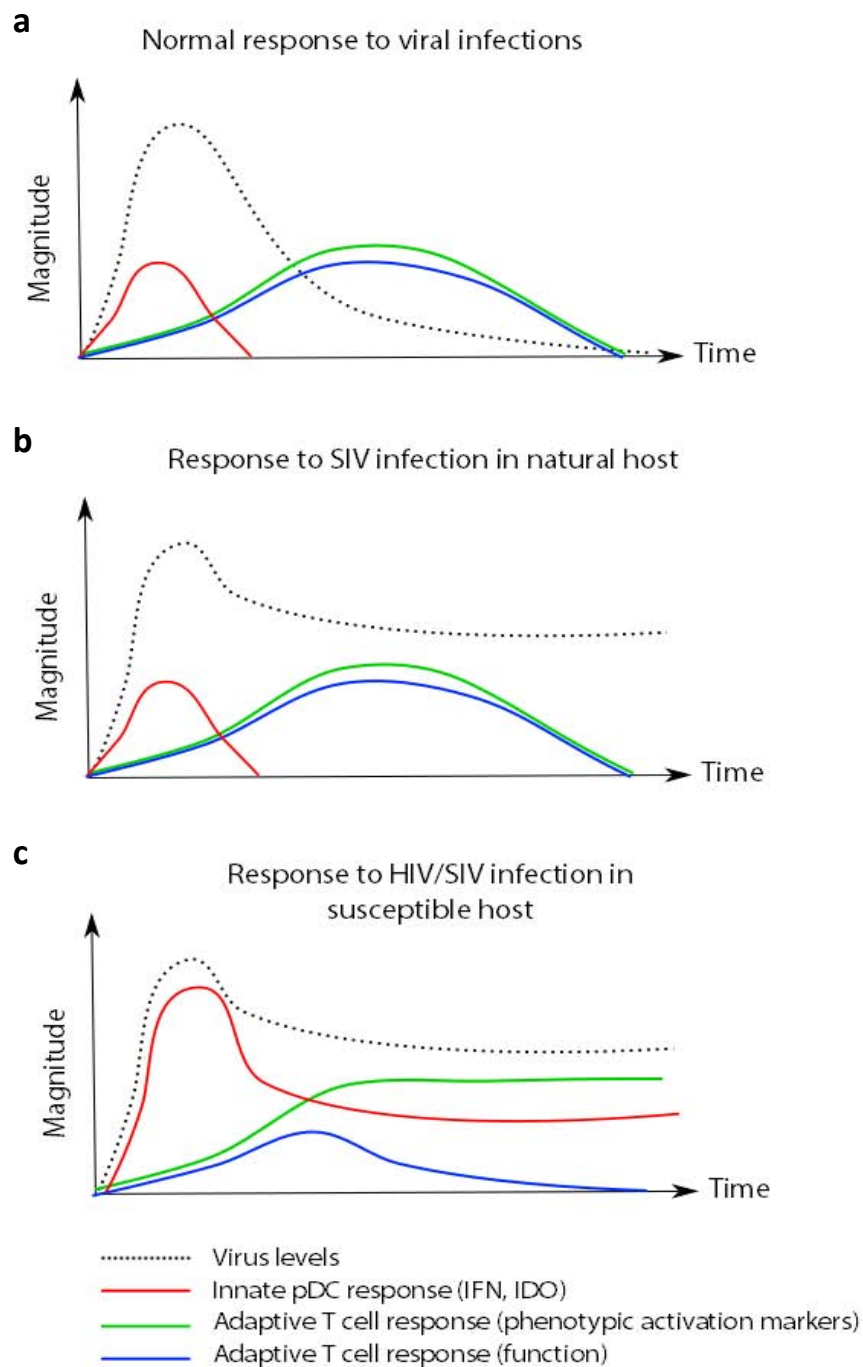 a
Normal response to viral infections
Magnitude
Time
b
Response to SIV infection in natural host
Magnitude
Time
c
Response to HIV/SIV infection in
susceptible host
Magnitude
Time
Virus levels
Innate pDC response (IFN, IDO)
Adaptive T cell response (phenotypic activation markers)
Adaptive T cell response (function)